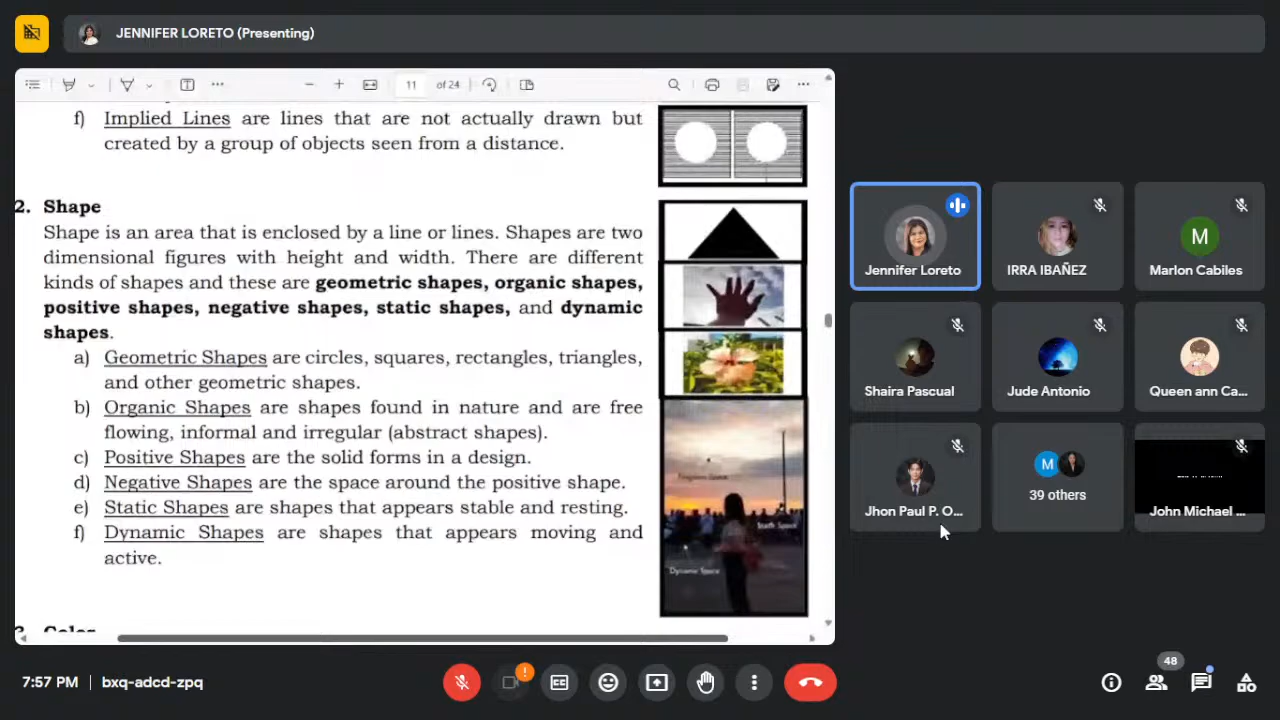 JENNIFER LORETO (Presenting)
11 of 24
f) Implied Lines are lines that are not actually drawn but
created by a group of objects seen from a distance.
2. Shape
Shape is an area that is enclosed by a line or lines. Shapes are two
dimensional figures with height and width. There are different
kinds of shapes and these are geometric shapes, organic shapes,
positive shapes, negative shapes, static shapes, and dynamic
shapes.
a) Geometric Shapes are circles, squares, rectangles, triangles,
and other geometric shapes.
b) Organic Shapes are shapes found in nature and are free
flowing, informal and irregular (abstract shapes).
c) Positive Shapes are the solid forms in a design.
d) Negative Shapes are the space around the positive shape.
e) Static Shapes are shapes that appears stable and resting.
f) Dynamic Shapes are shapes that appears moving and
active.
Space
Static Space
Dynamic Space
Jennifer Loreto
IRRA IBAÑEZ
M
Marlon Cabiles
Shaira Pascual
Jude Antonio
Queen ann Ca...
Jhon Paul P. O...
M
39 others
John Michael ...
7:57 PM | bxq-adcd-zpq
48